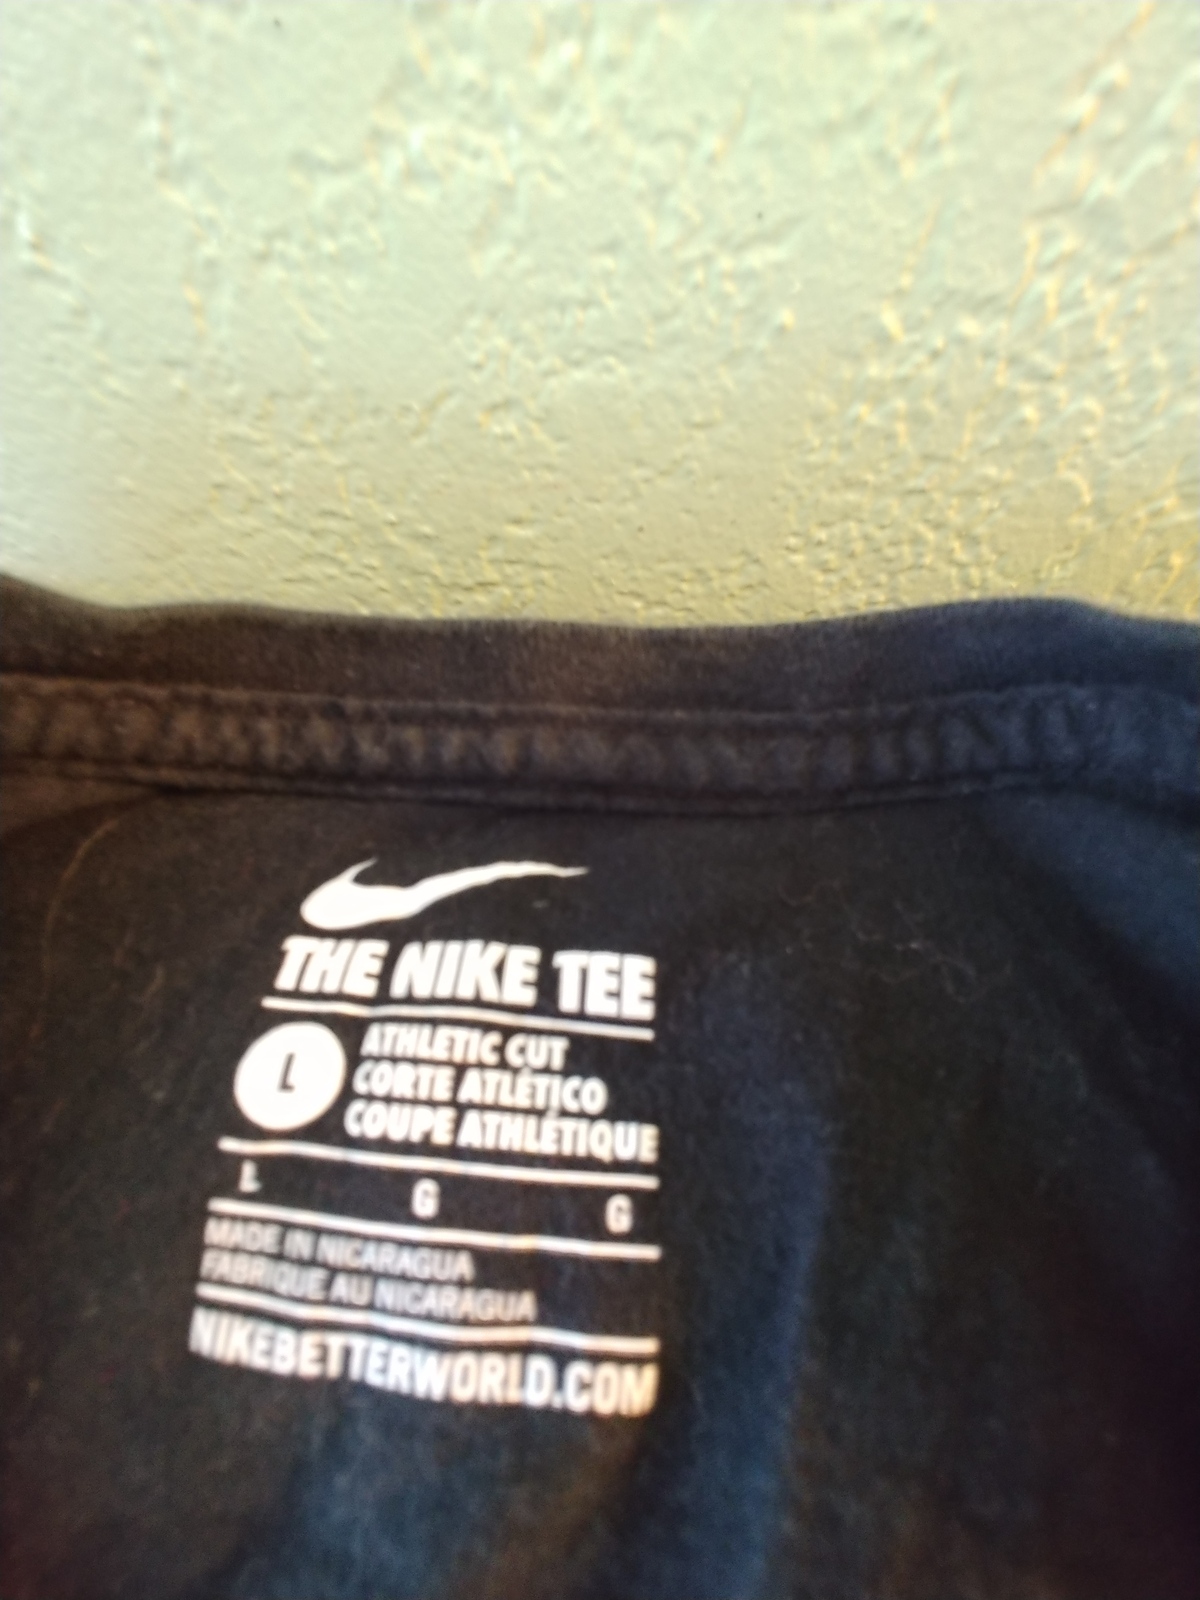 THE NIKE TEE
L
ATHLETIC CUT
CORTE ATLÉTICO
COUPE ATHLÉTIQUE
L G G
MADE IN NICARAGUA
FABRIQUE AU NICARAGUA
NIKEBETTERWORLD.COM